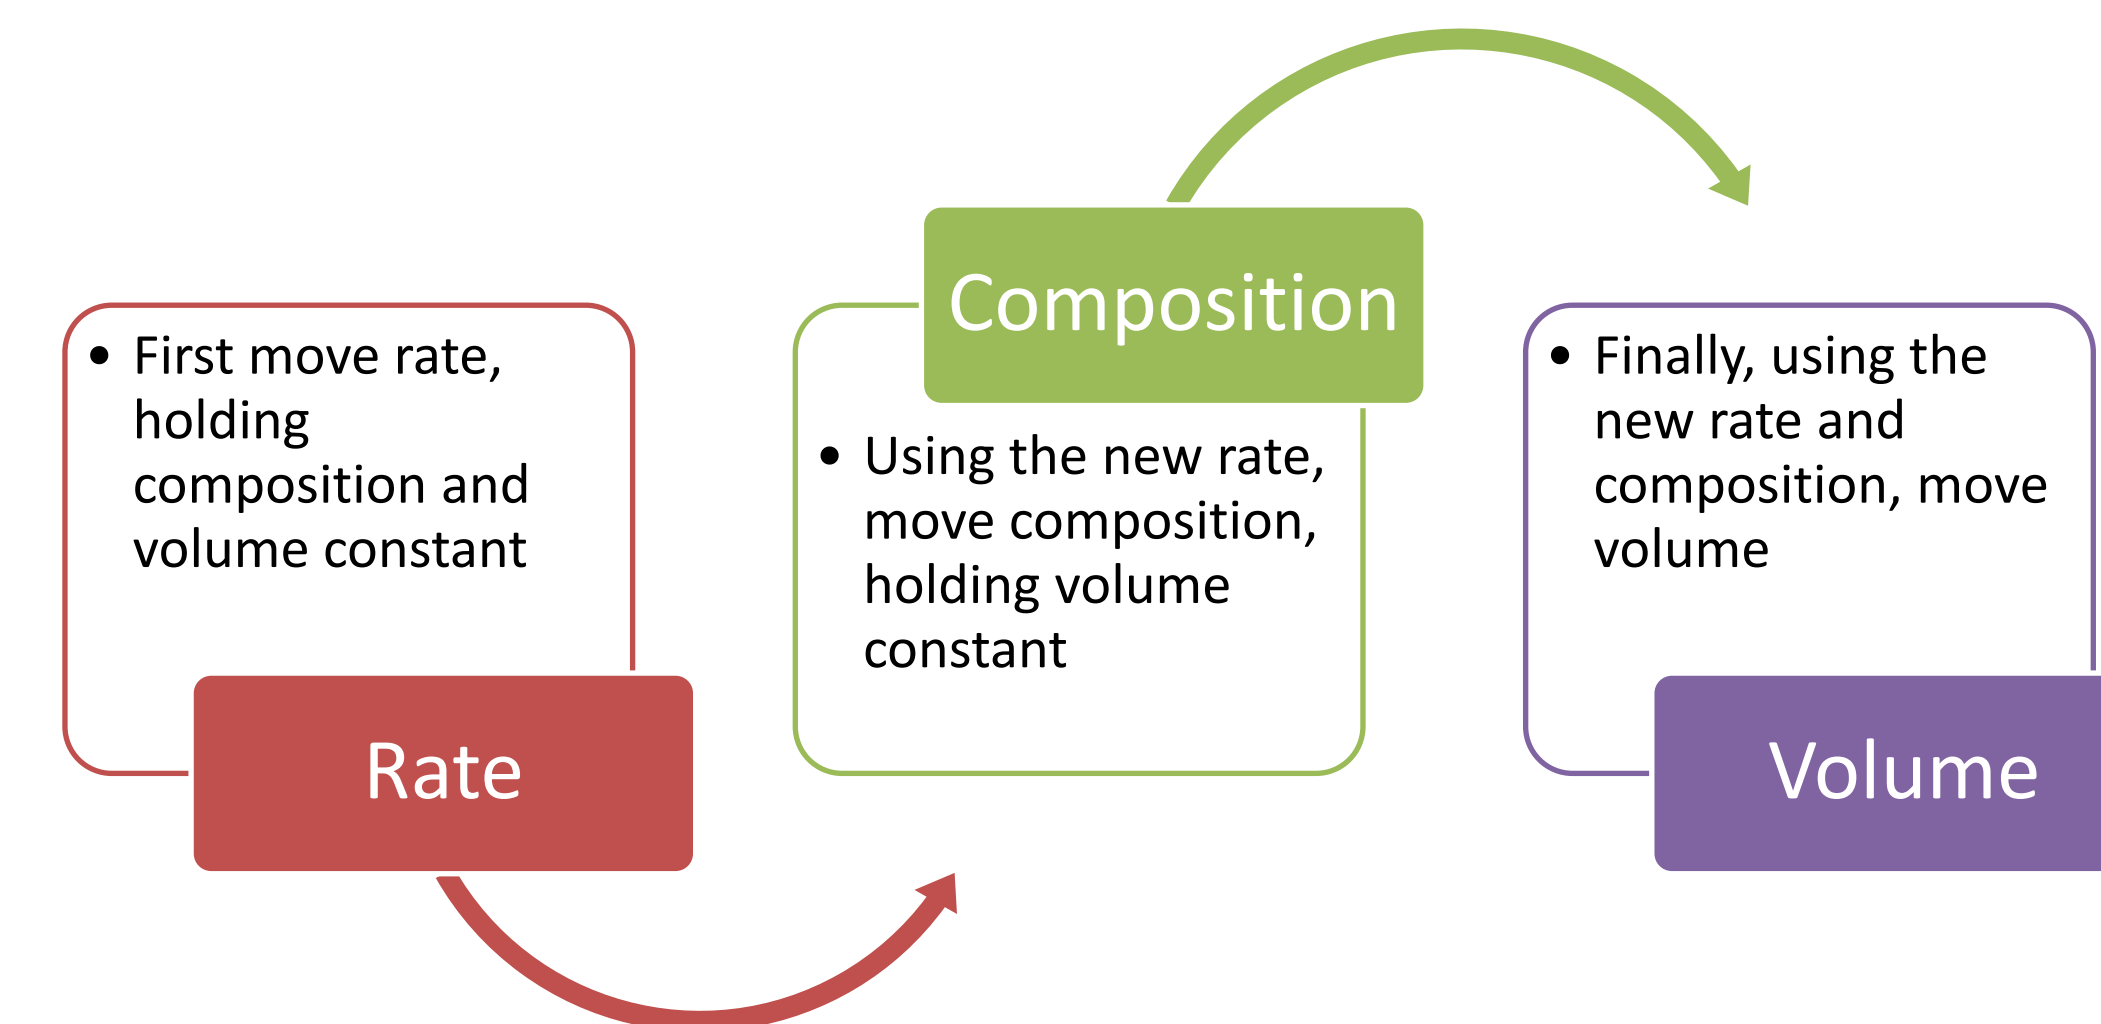 • First move rate,
holding
composition and
volume constant
Rate
Composition
• Using the new rate,
move composition,
holding volume
constant
• Finally, using the
new rate and
composition, move
volume
Volume